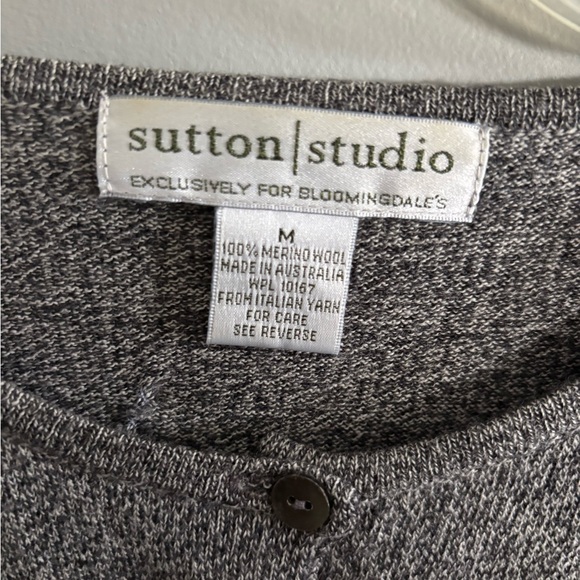 sutton|studio
EXCLUSIVELY FOR BLOOMINGDALE'S
M
100% MERINO WOOL
MADE IN AUSTRALIA
WPL 10167
FROM ITALIAN YARN
FOR CARE
SEE REVERSE